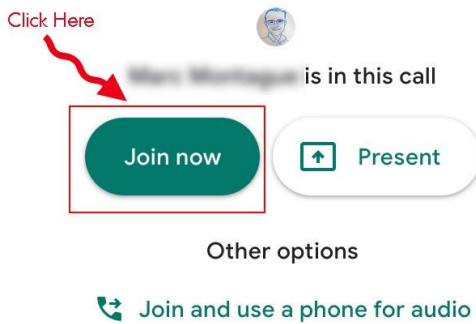 Click Here
is in this call
Join now
Present
Other options
Join and use a phone for audio